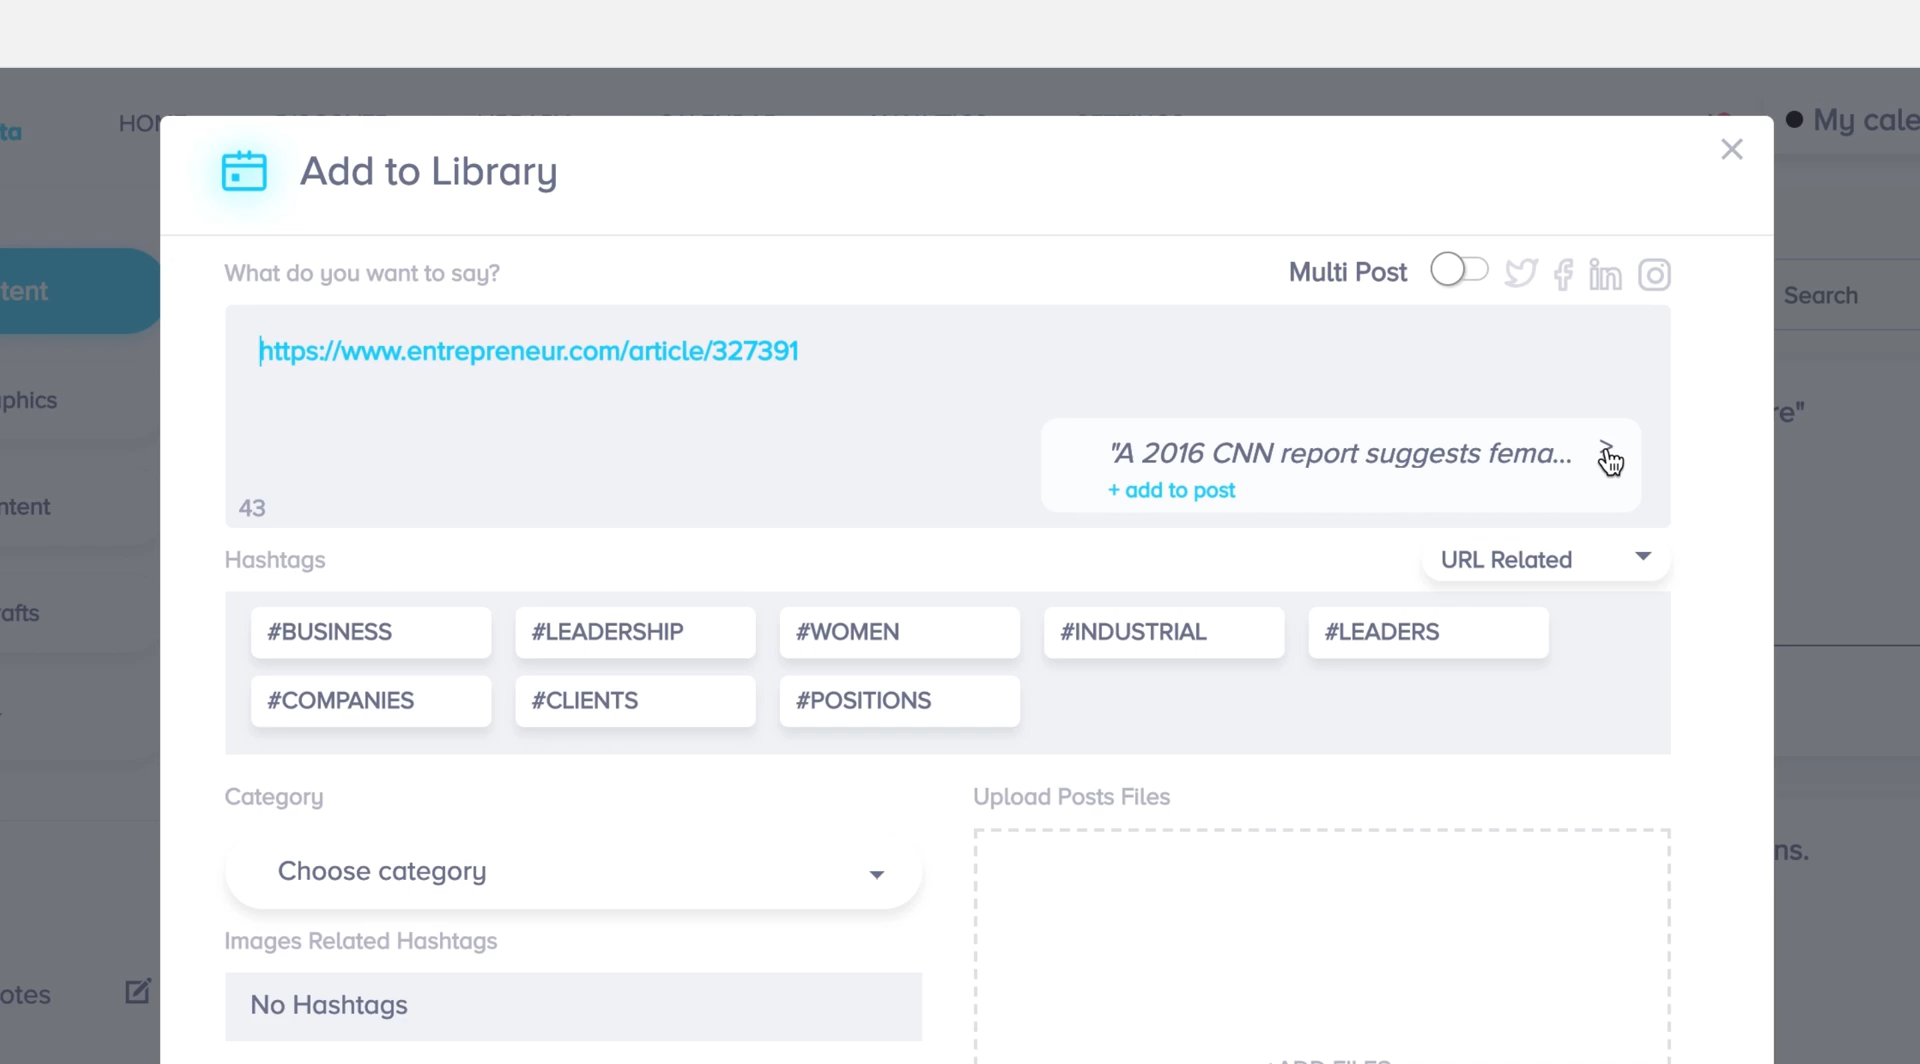 ta
HOME
My cale
Add to Library
tent
What do you want to say?
Multi Post
Search
https://www.entrepreneur.com/article/327391
phics
re"
"A 2016 CNN report suggests fema...
>
+ add to post
43
ntent
Hashtags
URL Related
afts
#BUSINESS
#LEADERSHIP
#WOMEN
#INDUSTRIAL
#LEADERS
#COMPANIES
#CLIENTS
#POSITIONS
Category
Upload Posts Files
Choose category
ns.
Images Related Hashtags
otes
No Hashtags